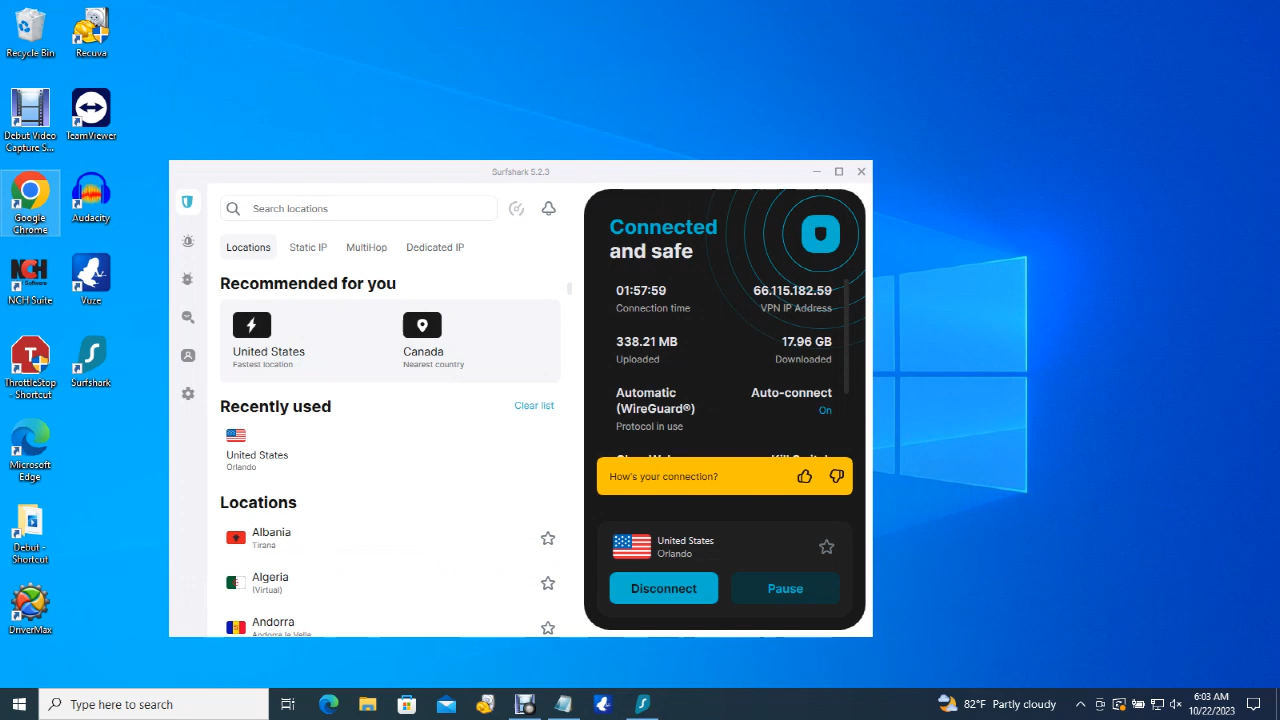 Recycle Bin
Recuva
Debut Video
Capture S...
TeamViewer
Google
Chrome
Audacity
NCH Suite
Vuze
ThrottleStop
- Shortcut
Surfshark
Microsoft
Edge
Debut -
Shortcut
DriverMax
NCH
Software
Surfshark 5.2.3
Search locations
Locations
Static IP
MultiHop
Dedicated IP
Recommended for you
United States
Fastest location
Canada
Nearest country
Recently used
Clear list
United States
Orlando
Locations
Albania
Tirana
Algeria
(Virtual)
Andorra
Andorra la Vella
Connected
and safe
01:57:59
Connection time
66.115.182.59
VPN IP Address
338.21 MB
Uploaded
17.96 GB
Downloaded
Automatic
(WireGuard®)
Protocol in use
Auto-connect
On
How's your connection?
United States
Orlando
Disconnect
Pause
Type here to search
82°F Partly cloudy
6:03 AM
10/22/2023